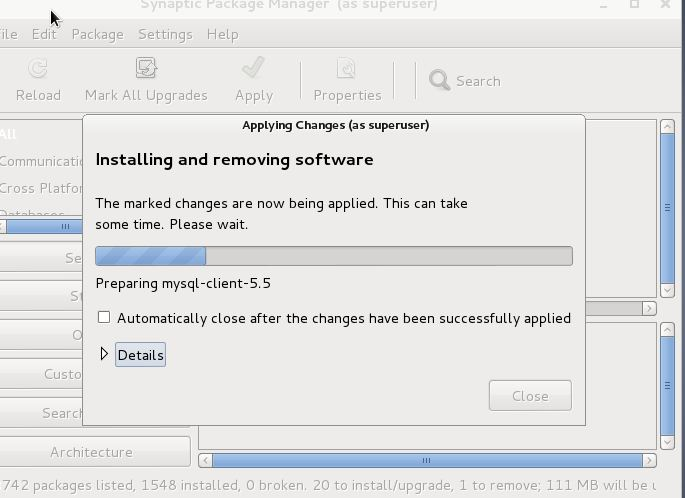 Synaptic Package Manager (as superuser)
ile Edit Package Settings Help
Reload Mark All Upgrades Apply Properties Search
All
Communicatio
Cross Platfor
Databases
Se
St
O
Custo
Search
Architecture
Applying Changes (as superuser)
Installing and removing software
The marked changes are now being applied. This can take
some time. Please wait.
Preparing mysql-client-5.5
Automatically close after the changes have been successfully applied
Details
Close
742 packages listed, 1548 installed, 0 broken. 20 to install/upgrade, 1 to remove; 111 MB will be u